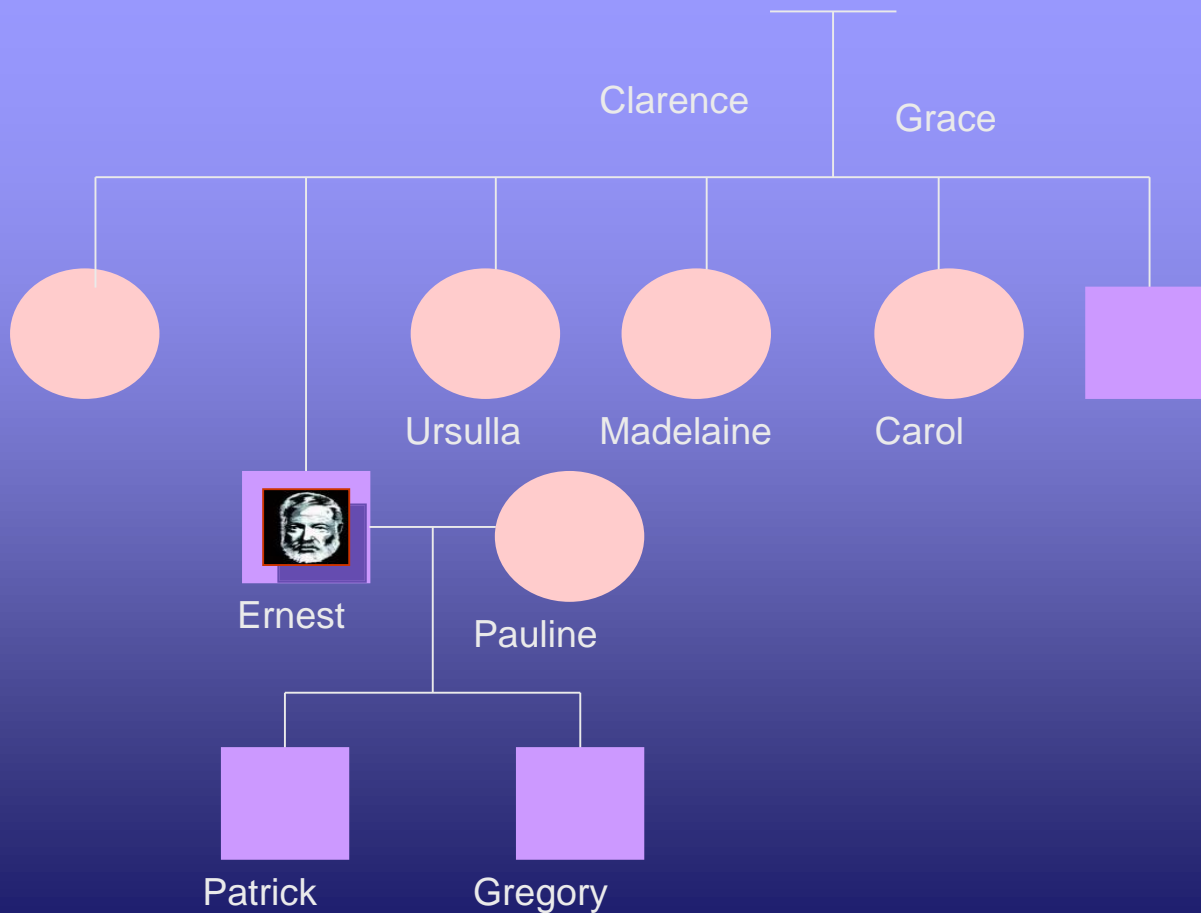 Clarence
Grace
Ursulla
Madelaine
Carol
Ernest
Pauline
Patrick
Gregory